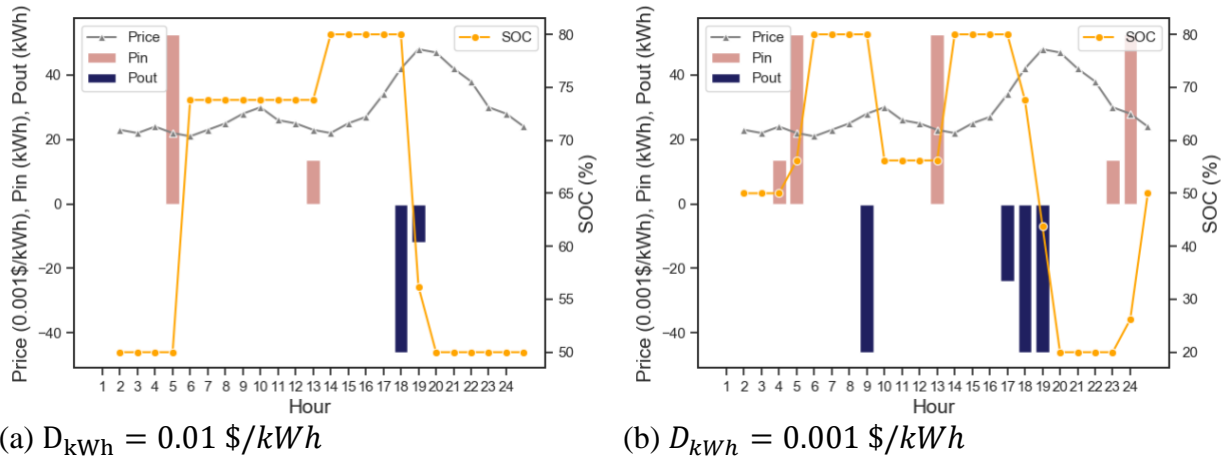 Price
Pin
Pout
SOC
Price (0.001$/kWh), Pin (kWh), Pout (kWh)
40
20
0
−20
−40
80
75
70
65
60
55
50
SOC (%)
1 2 3 4 5 6 7 8 9 10 11 12 13 14 15 16 17 18 19 20 21 22 23 24
Hour
Price
Pin
Pout
SOC
Price (0.001$/kWh), Pin (kWh), Pout (kWh)
40
20
0
−20
−40
80
70
60
50
40
30
20
SOC (%)
1 2 3 4 5 6 7 8 9 10 11 12 13 14 15 16 17 18 19 20 21 22 23 24
Hour
(a) D_kWh = 0.01 $/kWh
(b) D_kWh = 0.001 $/kWh